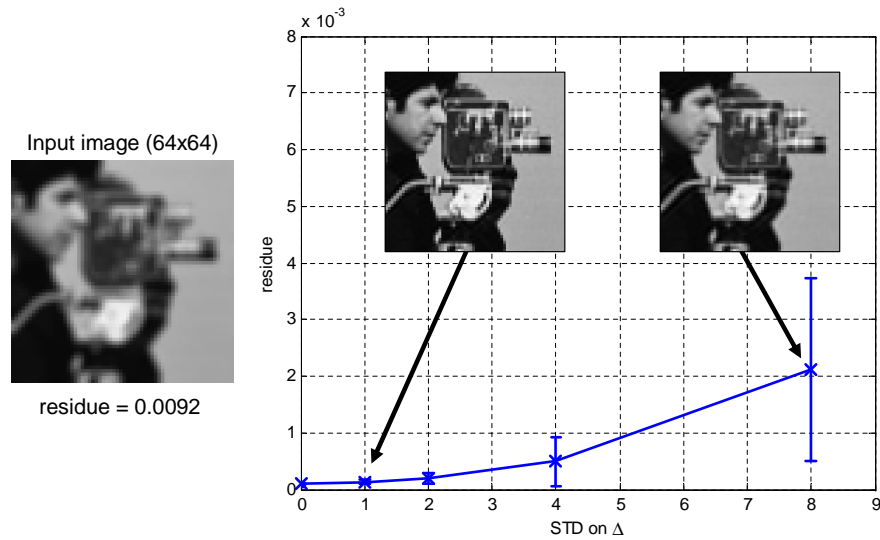 Input image (64x64)
residue = 0.0092
x 10⁻³
8
7
6
5
4
3
2
1
0
residue
0 1 2 3 4 5 6 7 8 9
STD on Δ